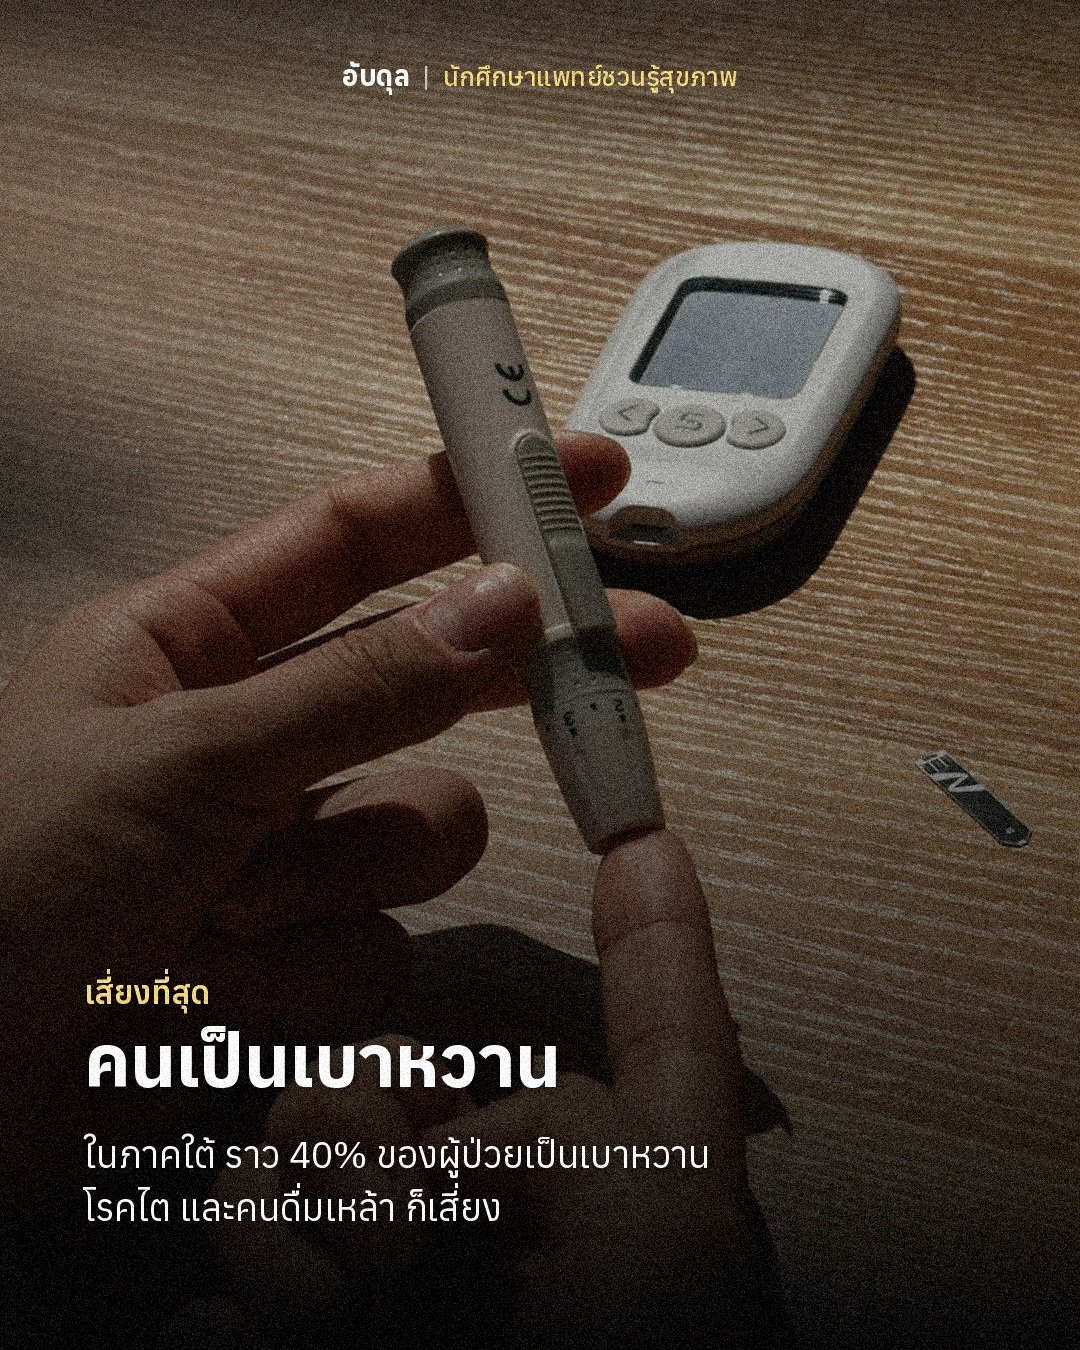 อับดุล | นักศึกษาแพทย์ชวนรู้สุขภาพ
CE
S
3
2
N
เสี่ยงที่สุด
คนเป็นเบาหวาน
ในภาคใต้ ราว 40% ของผู้ป่วยเป็นเบาหวาน
โรคไต และคนดื่มเหล้า ก็เสี่ยง